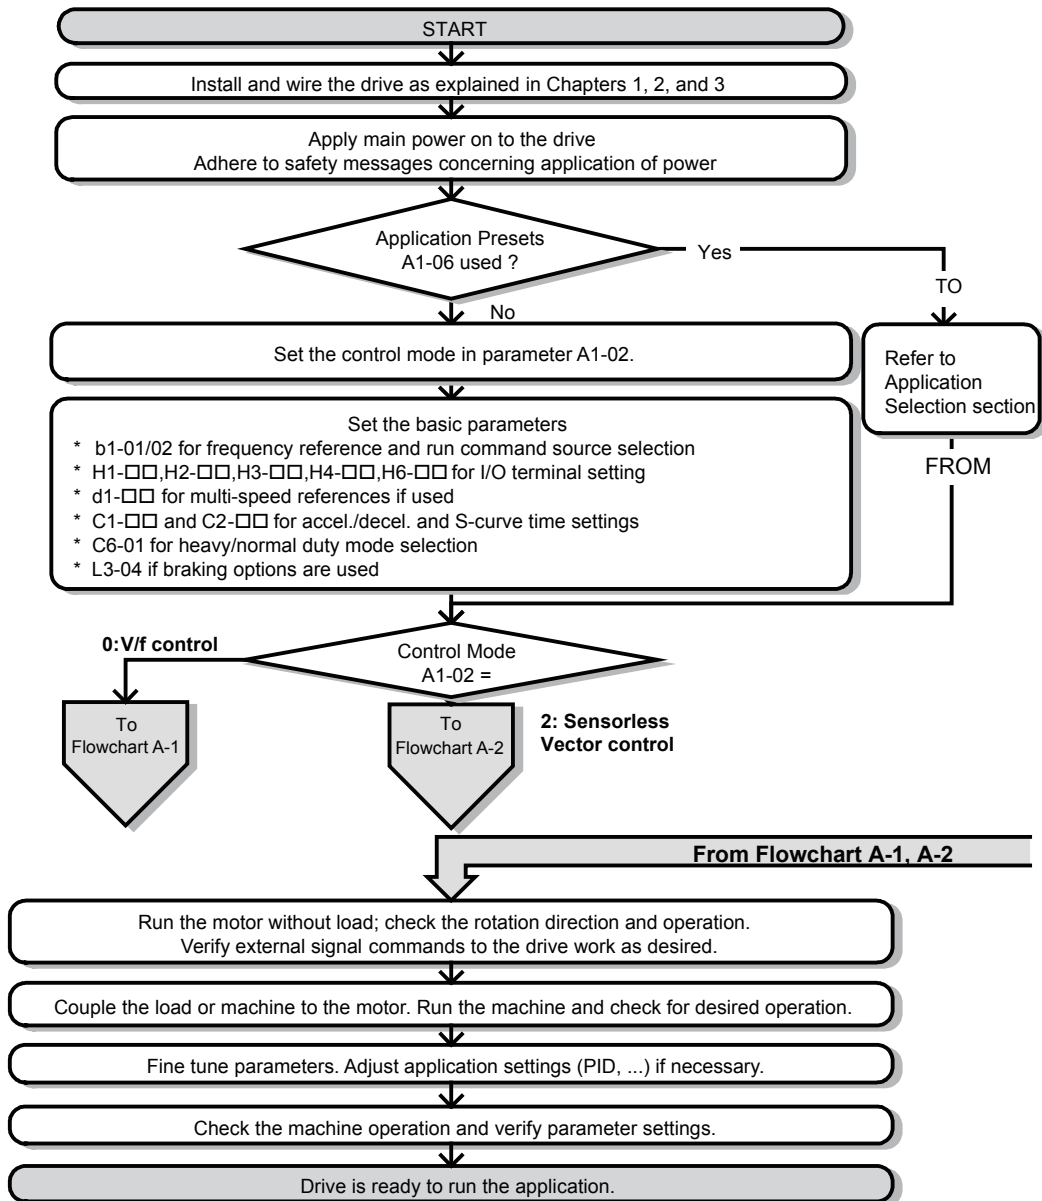 START
Install and wire the drive as explained in Chapters 1, 2, and 3
Apply main power on to the drive
Adhere to safety messages concerning application of power
Application Presets
A1-06 used ?
Yes
No
TO
Set the control mode in parameter A1-02.
Refer to
Application
Selection section
FROM
Set the basic parameters
* b1-01/02 for frequency reference and run command source selection
* H1-□□,H2-□□,H3-□□,H4-□□,H6-□□ for I/O terminal setting
* d1-□□ for multi-speed references if used
* C1-□□ and C2-□□ for accel./decel. and S-curve time settings
* C6-01 for heavy/normal duty mode selection
* L3-04 if braking options are used
0:V/f control
Control Mode
A1-02 =
To
Flowchart A-1
To
Flowchart A-2
2: Sensorless
Vector control
From Flowchart A-1, A-2
Run the motor without load; check the rotation direction and operation.
Verify external signal commands to the drive work as desired.
Couple the load or machine to the motor. Run the machine and check for desired operation.
Fine tune parameters. Adjust application settings (PID, ...) if necessary.
Check the machine operation and verify parameter settings.
Drive is ready to run the application.